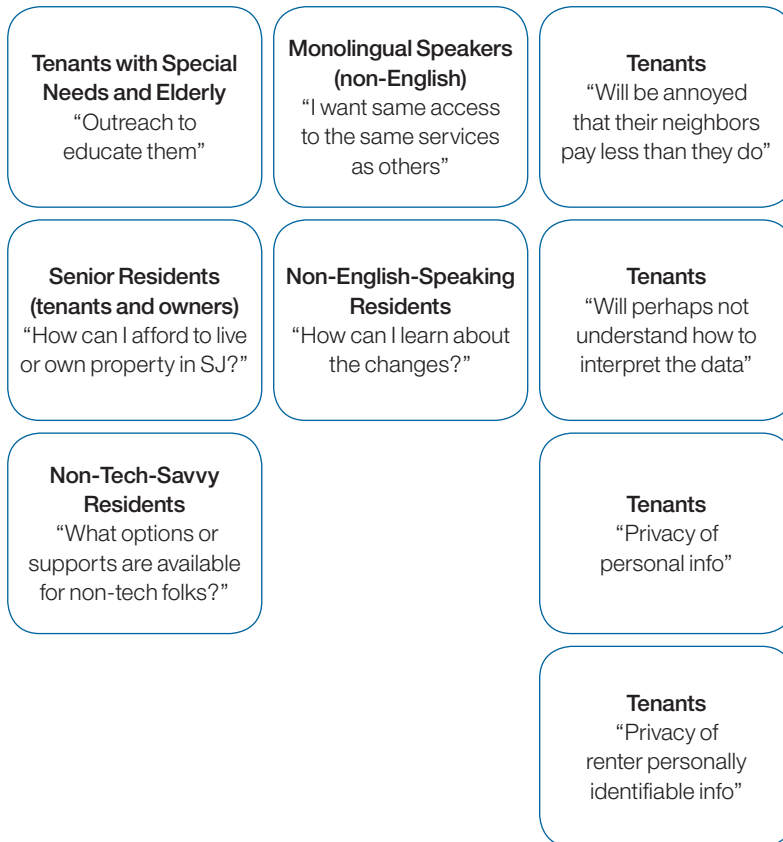 Tenants with Special
Needs and Elderly
“Outreach to
educate them”
Monolingual Speakers
(non-English)
“I want same access
to the same services
as others”
Tenants
“Will be annoyed
that their neighbors
pay less than they do”
Senior Residents
(tenants and owners)
“How can I afford to live
or own property in SJ?”
Non-English-Speaking
Residents
“How can I learn about
the changes?”
Tenants
“Will perhaps not
understand how to
interpret the data”
Non-Tech-Savvy
Residents
“What options or
supports are available
for non-tech folks?”
Tenants
“Privacy of
personal info”
Tenants
“Privacy of
renter personally
identifiable info”